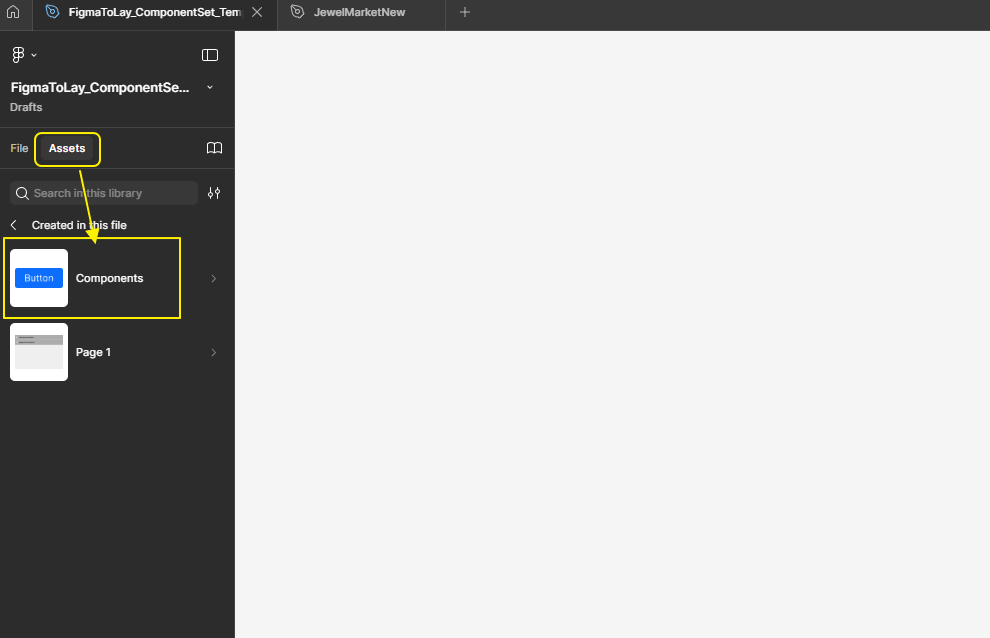 FigmaToLay_ComponentSet_Tem
JewelMarketNew
FigmaToLay_ComponentSe...
Drafts
File
Assets
Search in this library
Created in this file
Button
Components
Page 1